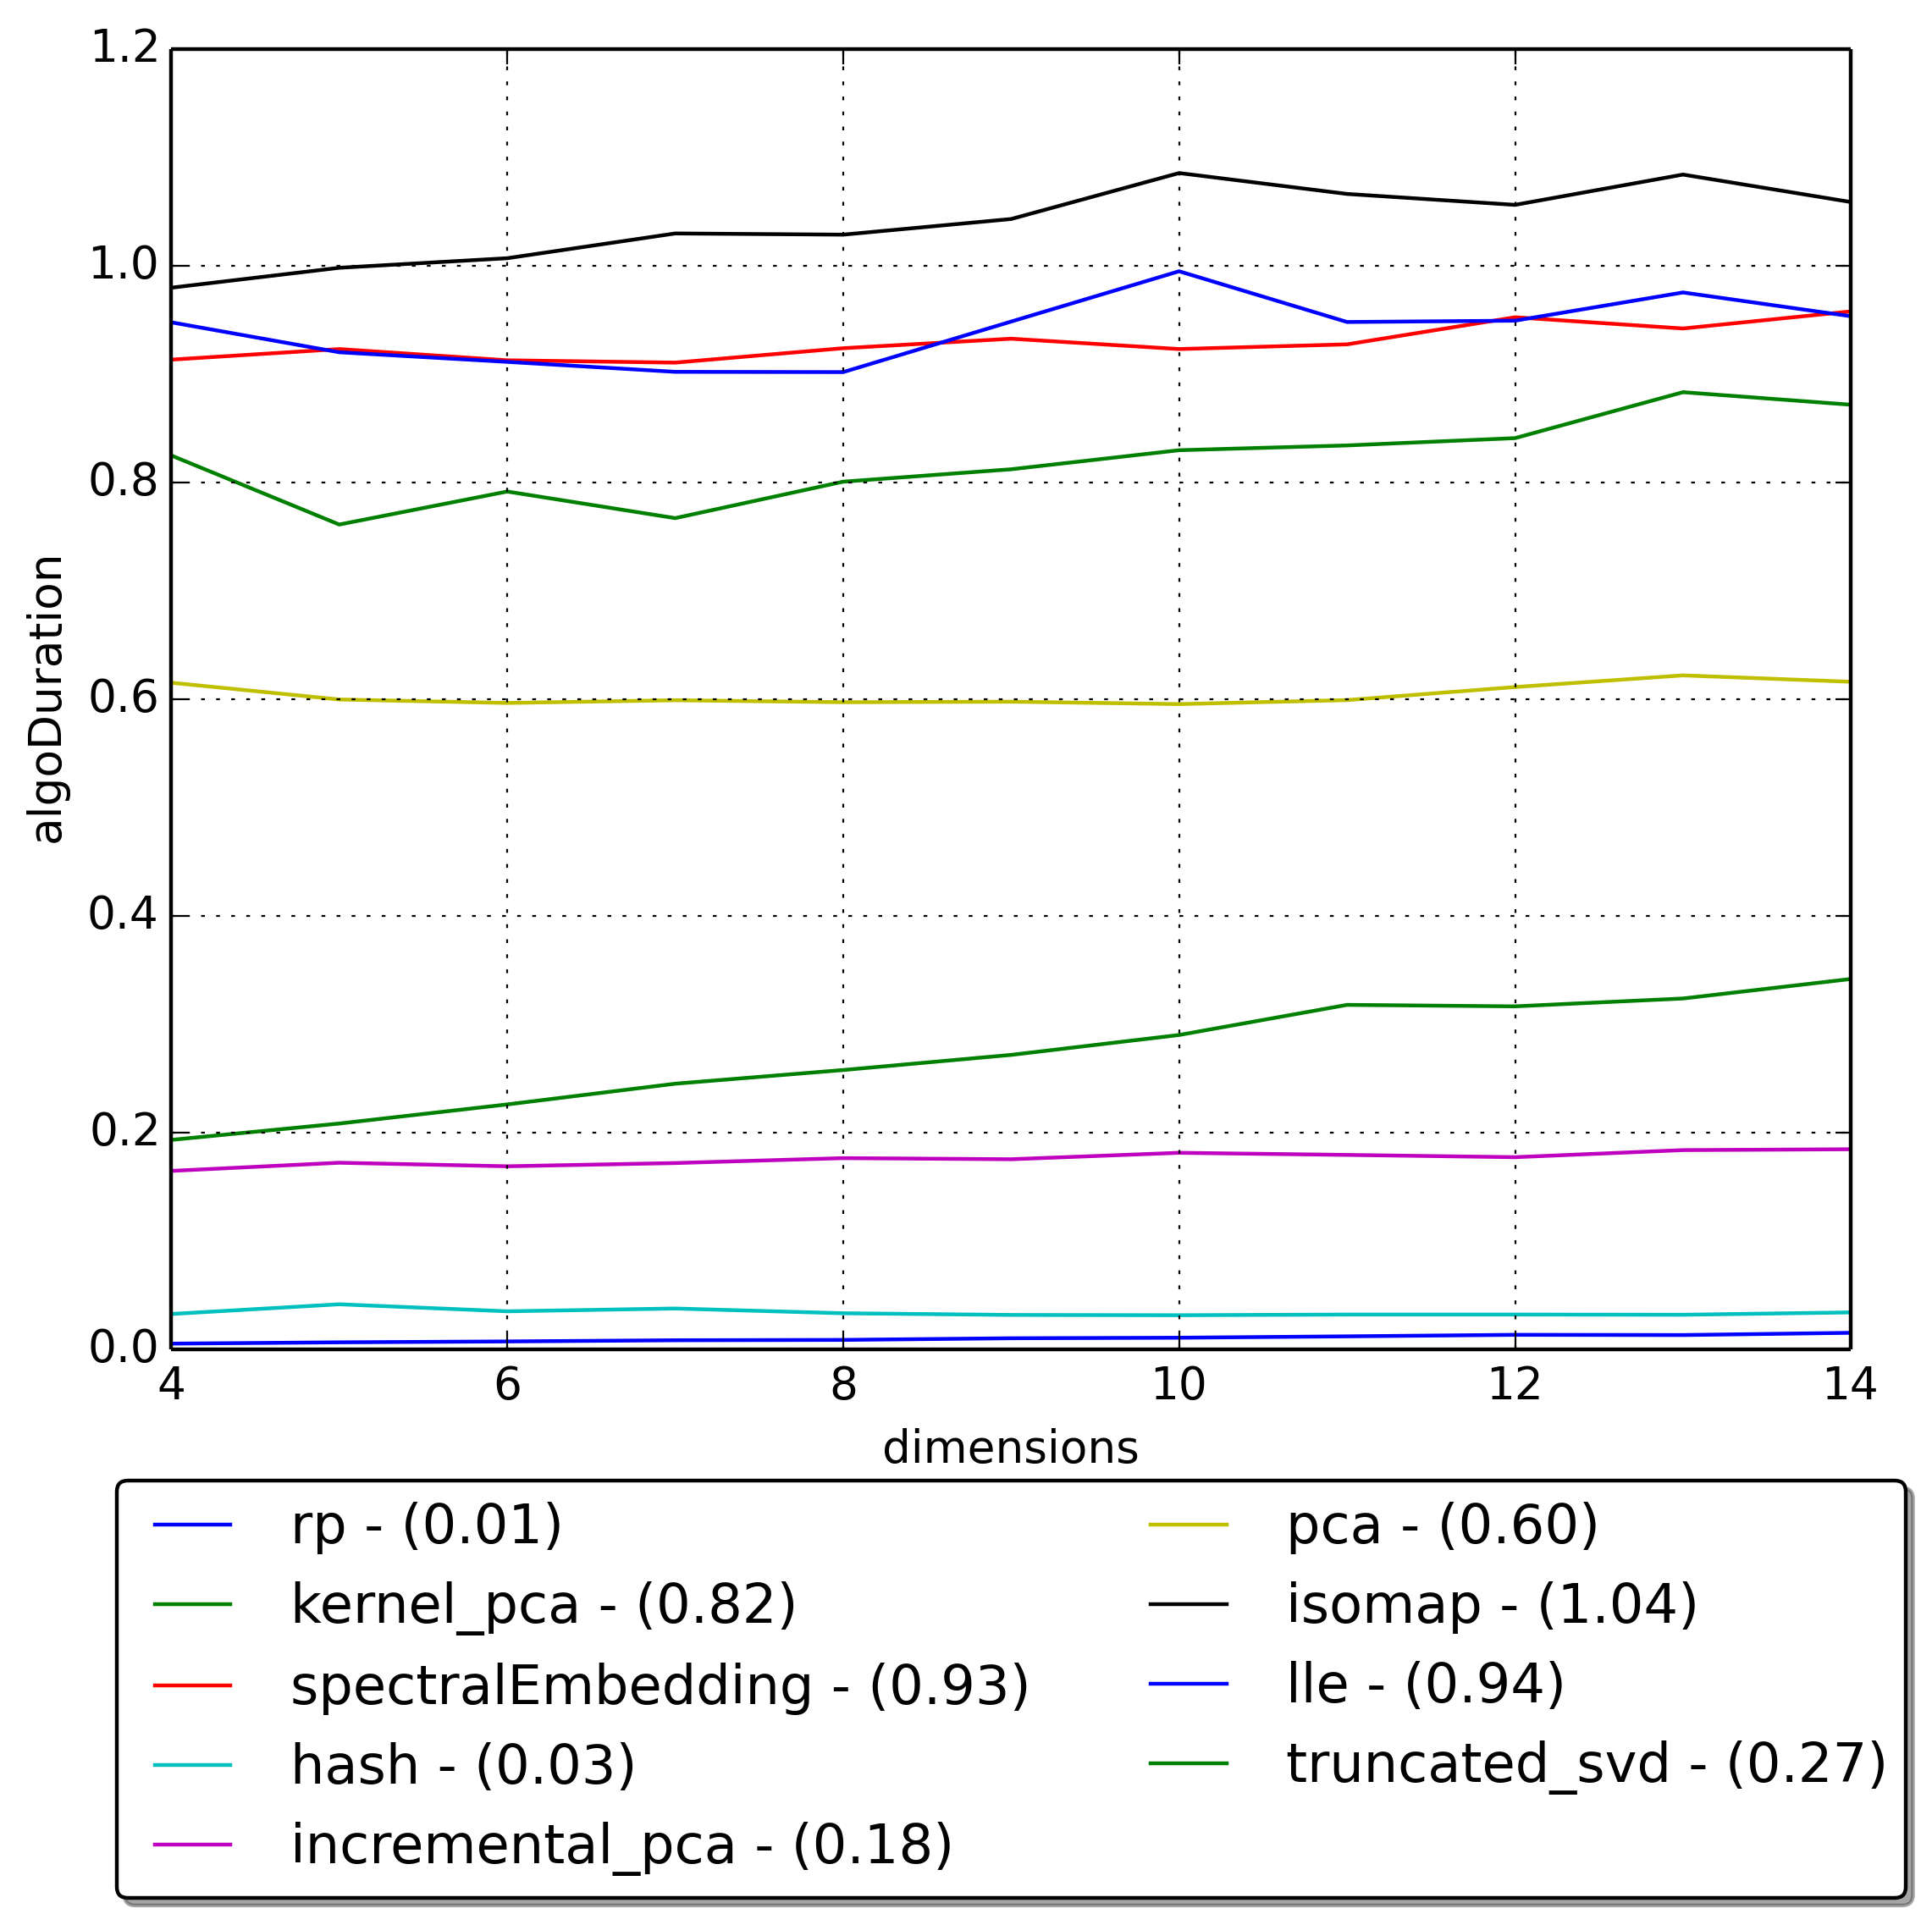 1.2
1.0
0.8
0.6
0.4
0.2
0.0
algoDuration
4 6 8 10 12 14
dimensions
rp - (0.01)
kernel_pca - (0.82)
spectralEmbedding - (0.93)
hash - (0.03)
incremental_pca - (0.18)
pca - (0.60)
isomap - (1.04)
lle - (0.94)
truncated_svd - (0.27)